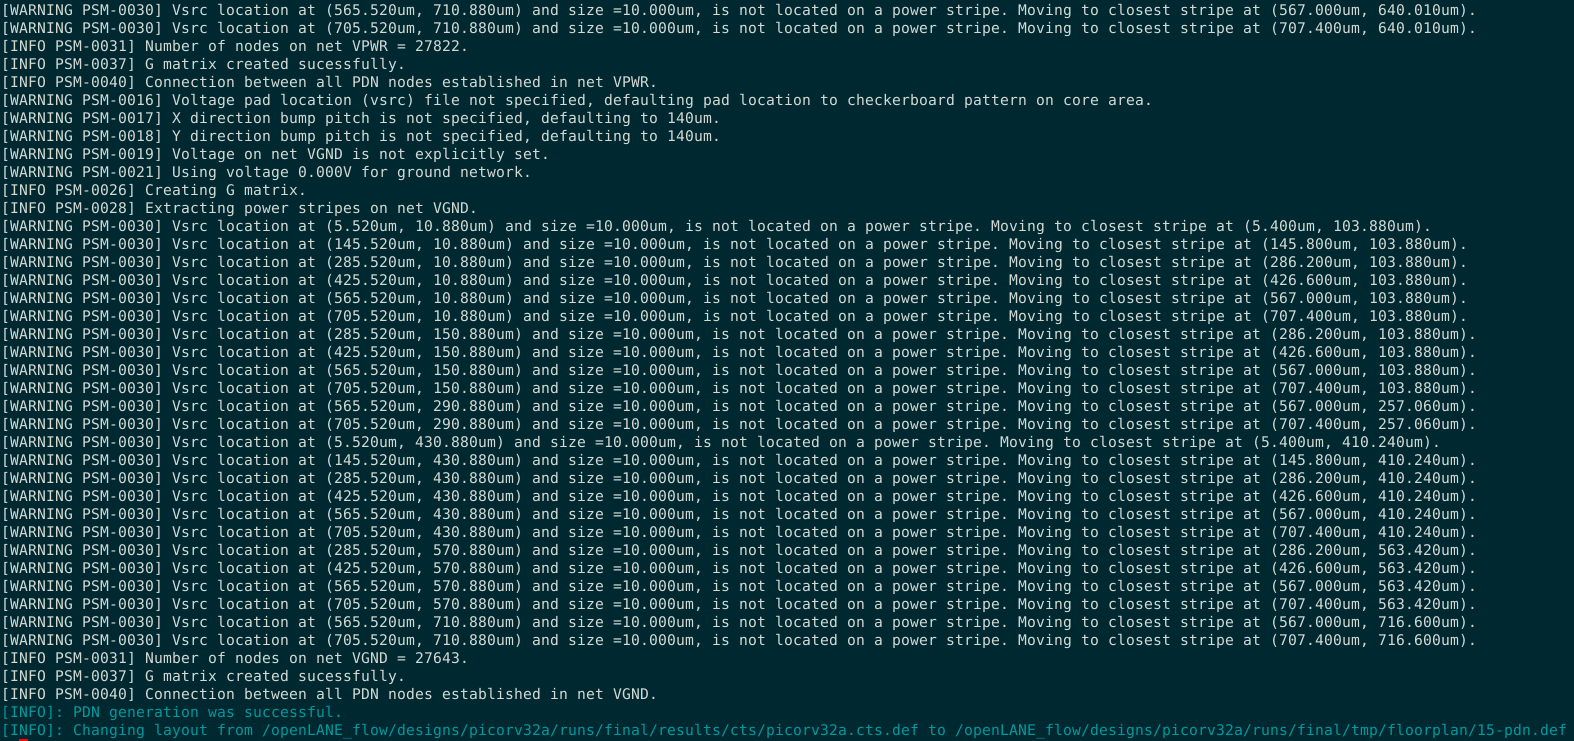 [WARNING PSM-0030] Vsrc location at (565.520um, 710.880um) and size =10.000um, is not located on a power stripe. Moving to closest stripe at (567.000um, 640.010um).
[WARNING PSM-0030] Vsrc location at (705.520um, 710.880um) and size =10.000um, is not located on a power stripe. Moving to closest stripe at (707.400um, 640.010um).
[INFO PSM-0031] Number of nodes on net VPWR = 27822.
[INFO PSM-0037] G matrix created sucessfully.
[INFO PSM-0040] Connection between all PDN nodes established in net VPWR.
[WARNING PSM-0016] Voltage pad location (vsrc) file not specified, defaulting pad location to checkerboard pattern on core area.
[WARNING PSM-0017] X direction bump pitch is not specified, defaulting to 140um.
[WARNING PSM-0018] Y direction bump pitch is not specified, defaulting to 140um.
[WARNING PSM-0019] Voltage on net VGND is not explicitly set.
[WARNING PSM-0021] Using voltage 0.000V for ground network.
[INFO PSM-0026] Creating G matrix.
[INFO PSM-0028] Extracting power stripes on net VGND.
[WARNING PSM-0030] Vsrc location at (5.520um, 10.880um) and size =10.000um, is not located on a power stripe. Moving to closest stripe at (5.400um, 103.880um).
[WARNING PSM-0030] Vsrc location at (145.520um, 10.880um) and size =10.000um, is not located on a power stripe. Moving to closest stripe at (145.800um, 103.880um).
[WARNING PSM-0030] Vsrc location at (285.520um, 10.880um) and size =10.000um, is not located on a power stripe. Moving to closest stripe at (286.200um, 103.880um).
[WARNING PSM-0030] Vsrc location at (425.520um, 10.880um) and size =10.000um, is not located on a power stripe. Moving to closest stripe at (426.600um, 103.880um).
[WARNING PSM-0030] Vsrc location at (565.520um, 10.880um) and size =10.000um, is not located on a power stripe. Moving to closest stripe at (567.000um, 103.880um).
[WARNING PSM-0030] Vsrc location at (705.520um, 10.880um) and size =10.000um, is not located on a power stripe. Moving to closest stripe at (707.400um, 103.880um).
[WARNING PSM-0030] Vsrc location at (285.520um, 150.880um) and size =10.000um, is not located on a power stripe. Moving to closest stripe at (286.200um, 103.880um).
[WARNING PSM-0030] Vsrc location at (425.520um, 150.880um) and size =10.000um, is not located on a power stripe. Moving to closest stripe at (426.600um, 103.880um).
[WARNING PSM-0030] Vsrc location at (565.520um, 150.880um) and size =10.000um, is not located on a power stripe. Moving to closest stripe at (567.000um, 103.880um).
[WARNING PSM-0030] Vsrc location at (705.520um, 150.880um) and size =10.000um, is not located on a power stripe. Moving to closest stripe at (707.400um, 103.880um).
[WARNING PSM-0030] Vsrc location at (565.520um, 290.880um) and size =10.000um, is not located on a power stripe. Moving to closest stripe at (567.000um, 257.060um).
[WARNING PSM-0030] Vsrc location at (705.520um, 290.880um) and size =10.000um, is not located on a power stripe. Moving to closest stripe at (707.400um, 257.060um).
[WARNING PSM-0030] Vsrc location at (5.520um, 430.880um) and size =10.000um, is not located on a power stripe. Moving to closest stripe at (5.400um, 410.240um).
[WARNING PSM-0030] Vsrc location at (145.520um, 430.880um) and size =10.000um, is not located on a power stripe. Moving to closest stripe at (145.800um, 410.240um).
[WARNING PSM-0030] Vsrc location at (285.520um, 430.880um) and size =10.000um, is not located on a power stripe. Moving to closest stripe at (286.200um, 410.240um).
[WARNING PSM-0030] Vsrc location at (425.520um, 430.880um) and size =10.000um, is not located on a power stripe. Moving to closest stripe at (426.600um, 410.240um).
[WARNING PSM-0030] Vsrc location at (565.520um, 430.880um) and size =10.000um, is not located on a power stripe. Moving to closest stripe at (567.000um, 410.240um).
[WARNING PSM-0030] Vsrc location at (705.520um, 430.880um) and size =10.000um, is not located on a power stripe. Moving to closest stripe at (707.400um, 410.240um).
[WARNING PSM-0030] Vsrc location at (285.520um, 570.880um) and size =10.000um, is not located on a power stripe. Moving to closest stripe at (286.200um, 563.420um).
[WARNING PSM-0030] Vsrc location at (425.520um, 570.880um) and size =10.000um, is not located on a power stripe. Moving to closest stripe at (426.600um, 563.420um).
[WARNING PSM-0030] Vsrc location at (565.520um, 570.880um) and size =10.000um, is not located on a power stripe. Moving to closest stripe at (567.000um, 563.420um).
[WARNING PSM-0030] Vsrc location at (705.520um, 570.880um) and size =10.000um, is not located on a power stripe. Moving to closest stripe at (707.400um, 563.420um).
[WARNING PSM-0030] Vsrc location at (565.520um, 710.880um) and size =10.000um, is not located on a power stripe. Moving to closest stripe at (567.000um, 716.600um).
[WARNING PSM-0030] Vsrc location at (705.520um, 710.880um) and size =10.000um, is not located on a power stripe. Moving to closest stripe at (707.400um, 716.600um).
[INFO PSM-0031] Number of nodes on net VGND = 27643.
[INFO PSM-0037] G matrix created sucessfully.
[INFO PSM-0040] Connection between all PDN nodes established in net VGND.
[INFO]: PDN generation was successful.
[INFO]: Changing layout from /openLANE_flow/designs/picorv32a/runs/final/results/cts/picorv32a.cts.def to /openLANE_flow/designs/picorv32a/runs/final/tmp/floorplan/15-pdn.def